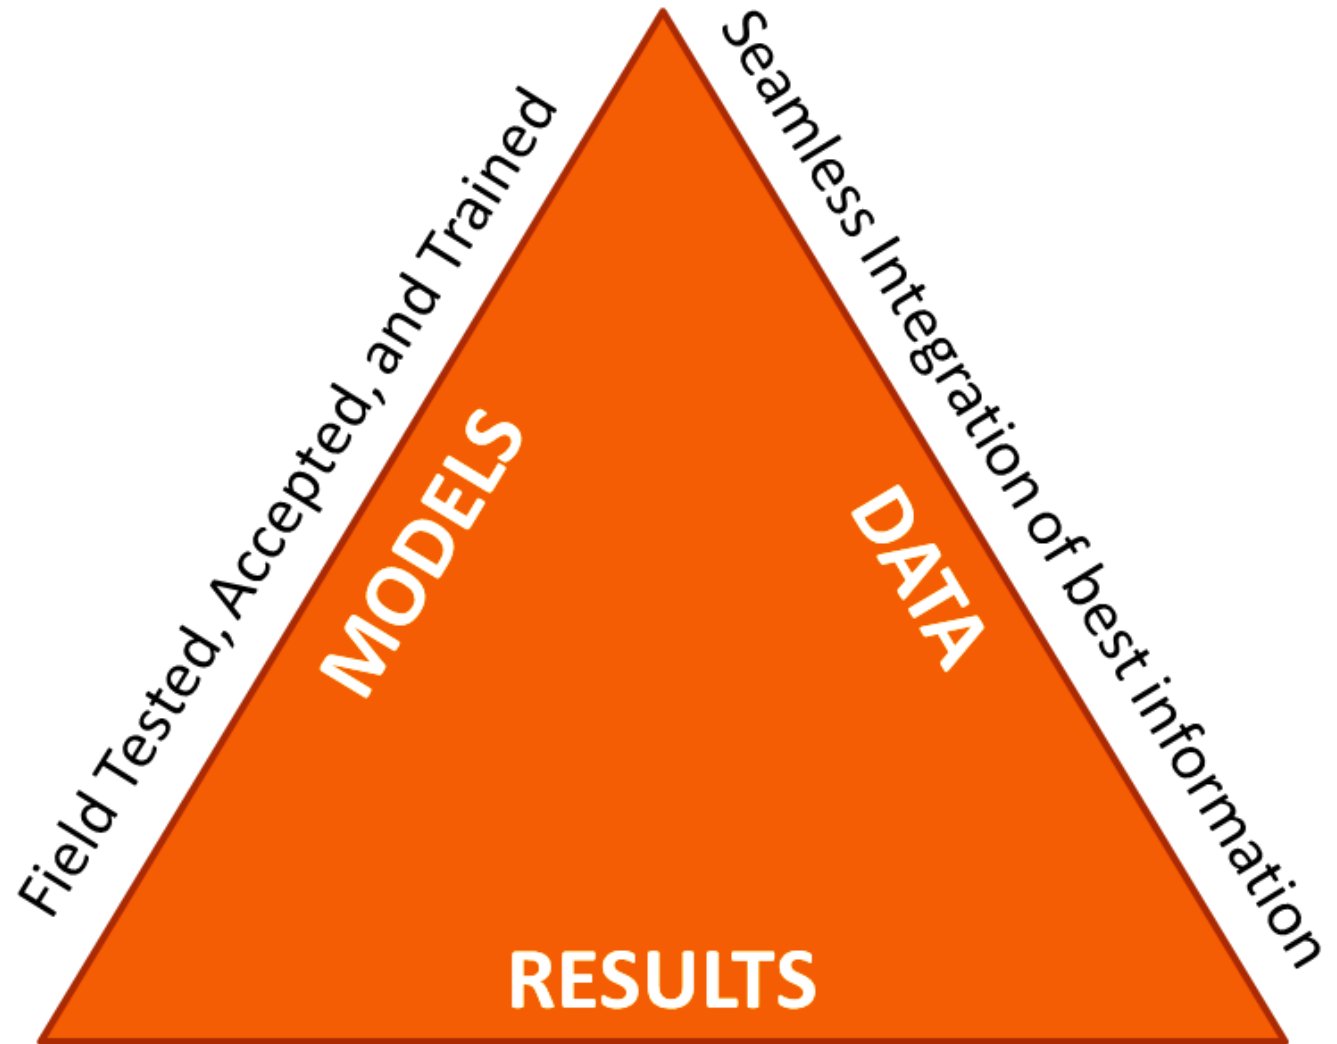 Field Tested, Accepted, and Trained
Seamless Integration of best information
MODELS
DATA
RESULTS